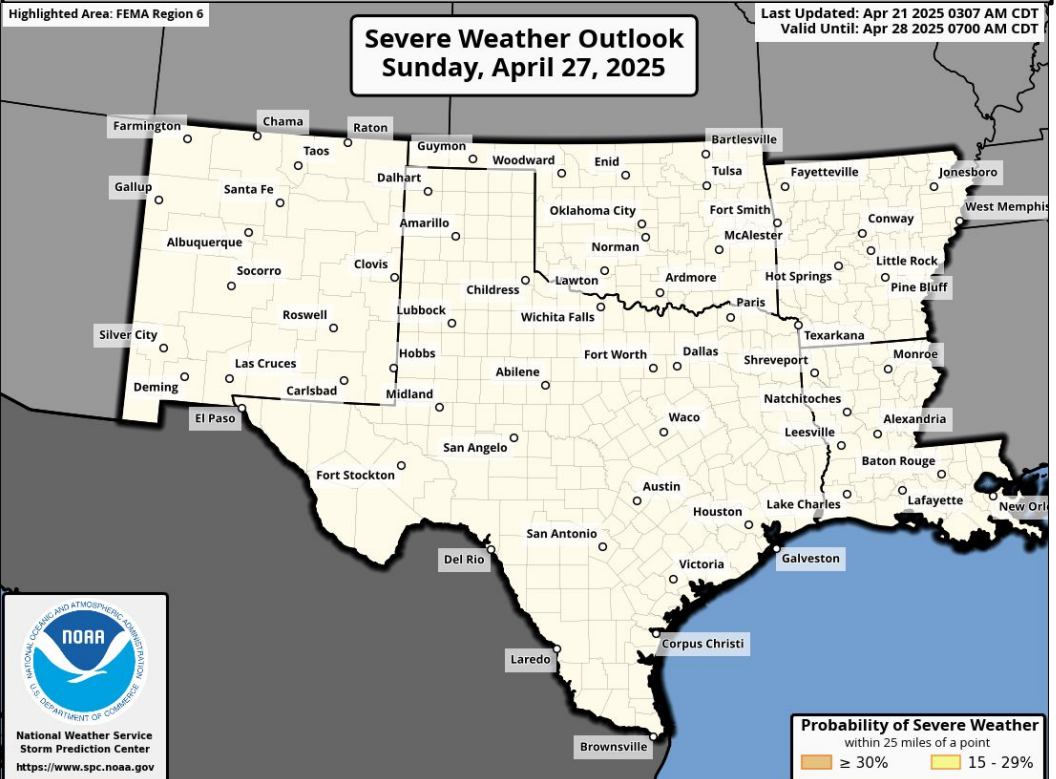 Highlighted Area: FEMA Region 6
Severe Weather Outlook
Sunday, April 27, 2025
Last Updated: Apr 21 2025 0307 AM CDT
Valid Until: Apr 28 2025 0700 AM CDT
Farmington
Chama
Raton
Taos
Guymon
Woodward
Enid
Bartlesville
Tulsa
Fayetteville
Jonesboro
Gallup
Santa Fe
Dalhart
West Memphis
Oklahoma City
Fort Smith
Conway
Albuquerque
Amarillo
Norman
McAlester
Little Rock
Socorro
Clovis
Childress
Lawton
Ardmore
Hot Springs
Pine Bluff
Roswell
Lubbock
Wichita Falls
Paris
Texarkana
Silver City
Las Cruces
Hobbs
Fort Worth
Dallas
Shreveport
Monroe
Deming
Carlsbad
Midland
Abilene
Natchitoches
El Paso
Waco
Leesville
Alexandria
San Angelo
Fort Stockton
Baton Rouge
Austin
Houston
Lake Charles
Lafayette
New Orl
San Antonio
Del Rio
Victoria
Galveston
Laredo
Corpus Christi
Brownsville
NATIONAL OCEANIC AND ATMOSPHERIC ADMINISTRATION
NOAA
U.S. DEPARTMENT OF COMMERCE
National Weather Service
Storm Prediction Center
https://www.spc.noaa.gov
Probability of Severe Weather
within 25 miles of a point
≥ 30%
15 - 29%